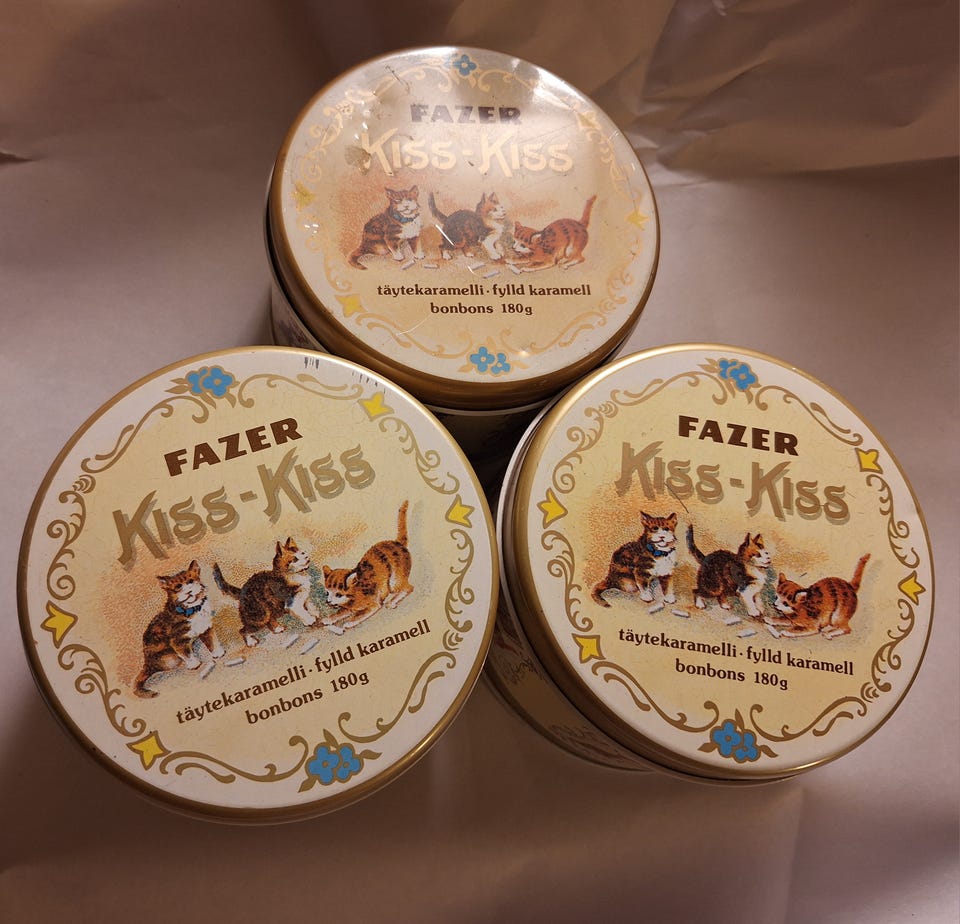 FAZER
KISS-KISS
täytekaramelli · fylld karamell
bonbons 180g
FAZER
KISS-KISS
täytekaramelli · fylld karamell
bonbons 180g
FAZER
KISS-KISS
täytekaramelli · fylld karamell
bonbons 180g